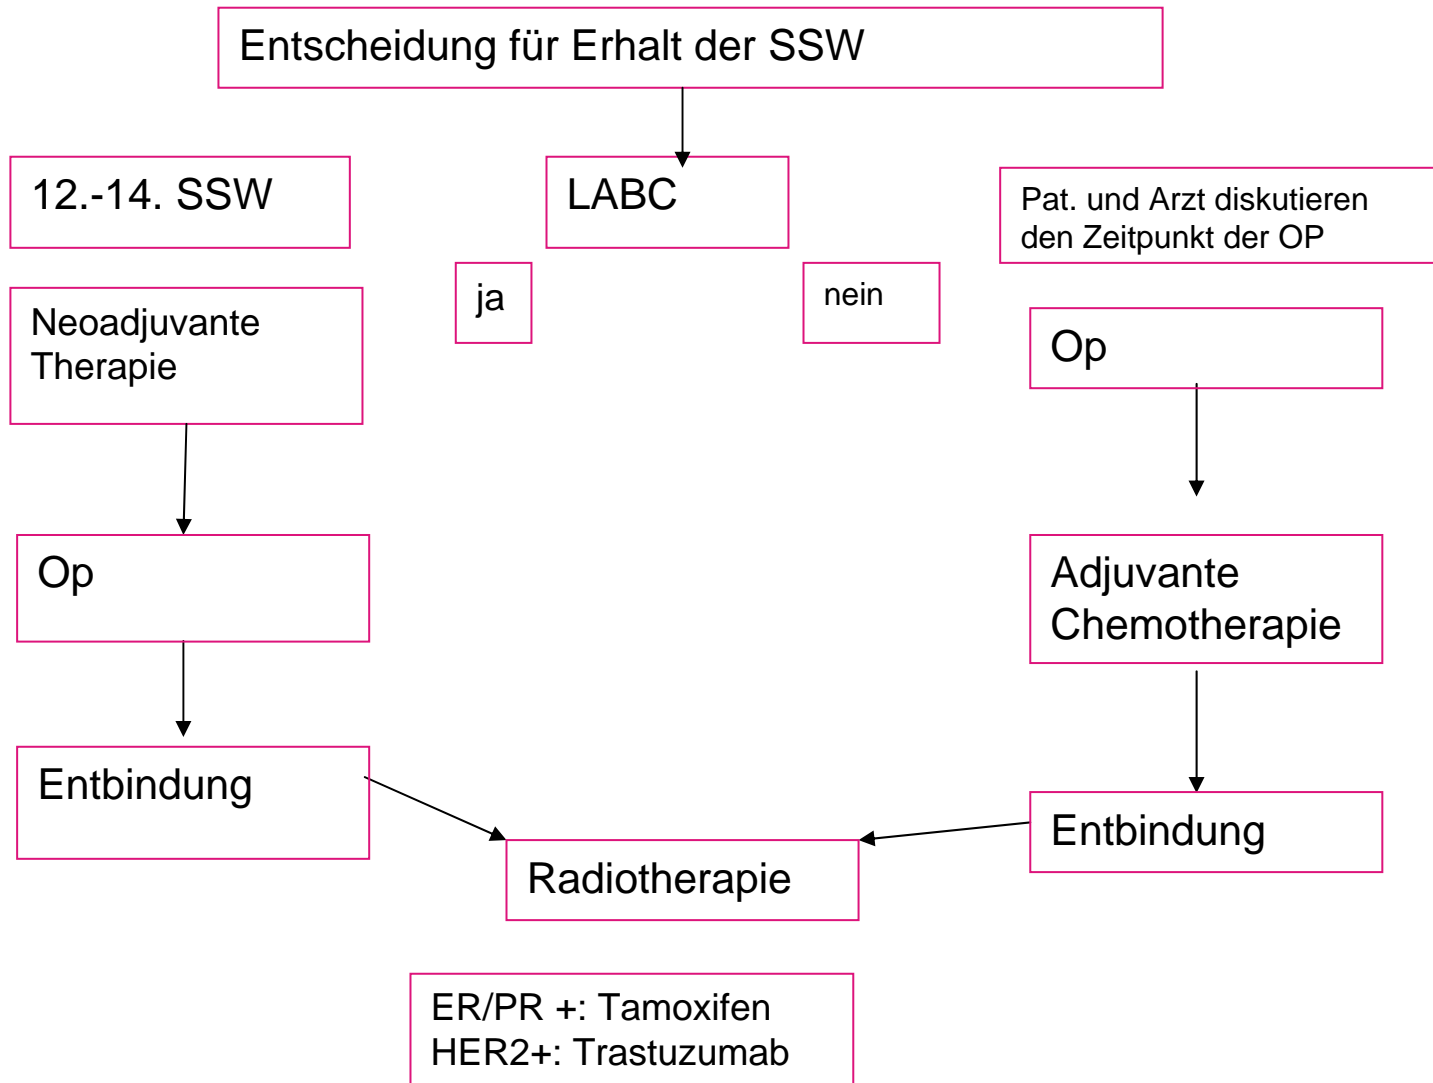 Entscheidung für Erhalt der SSW
12.-14. SSW
LABC
Pat. und Arzt diskutieren
den Zeitpunkt der OP
ja
nein
Neoadjuvante
Therapie
Op
Op
Adjuvante
Chemotherapie
Entbindung
Entbindung
Radiotherapie
ER/PR +: Tamoxifen
HER2+: Trastuzumab